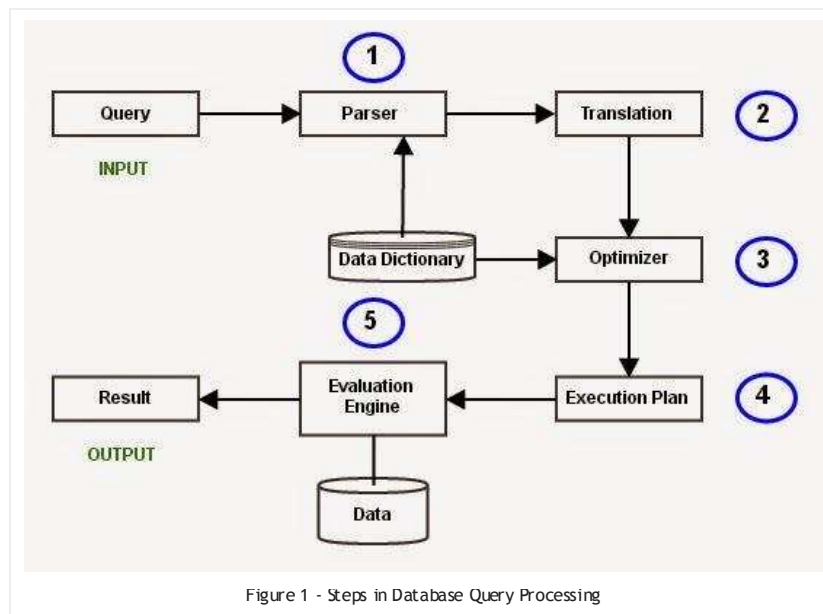 1
Query
Parser
Translation
2
INPUT
Data Dictionary
Optimizer
3
5
Result
Evaluation
Engine
Execution Plan
4
OUTPUT
Data
Figure 1 - Steps in Database Query Processing